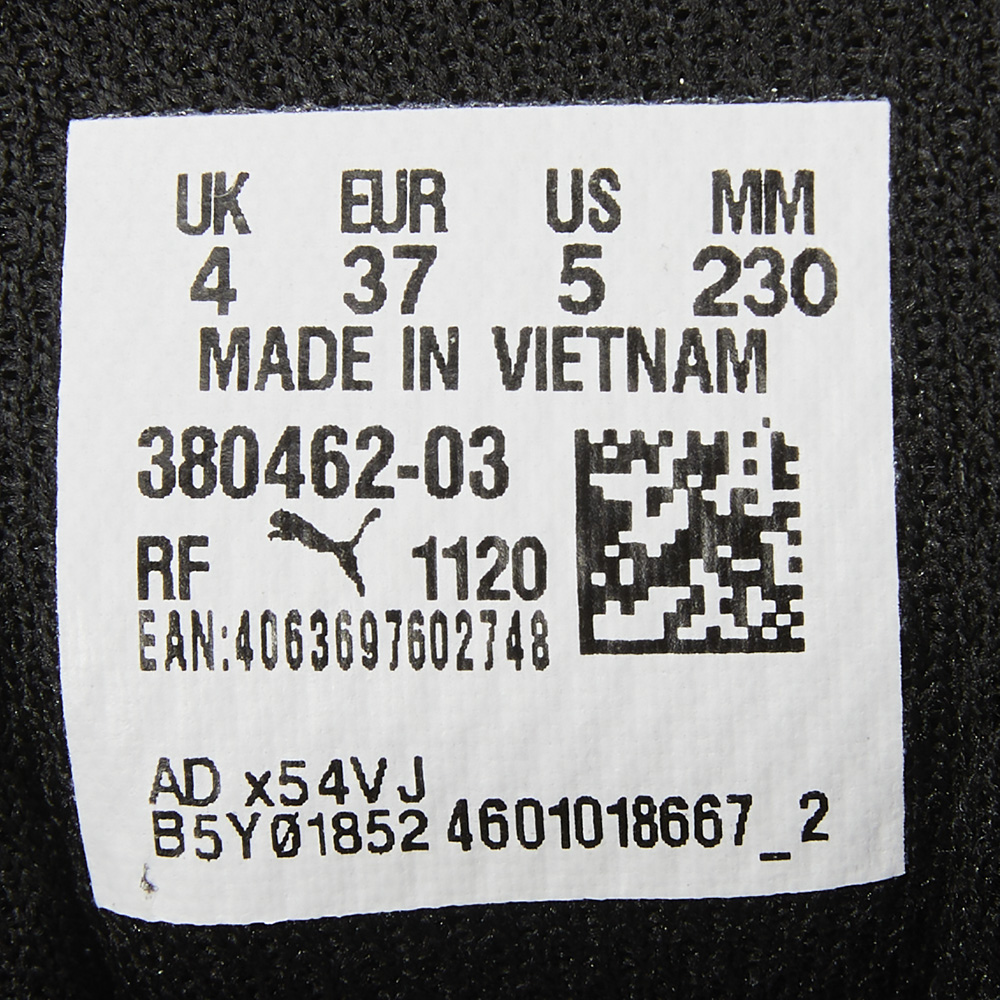 UK EUR US MM
4 37 5 230
MADE IN VIETNAM
380462-03
RF 1120
EAN:4063697602748
AD x54VJ
B5YØ1852 4601018667_2